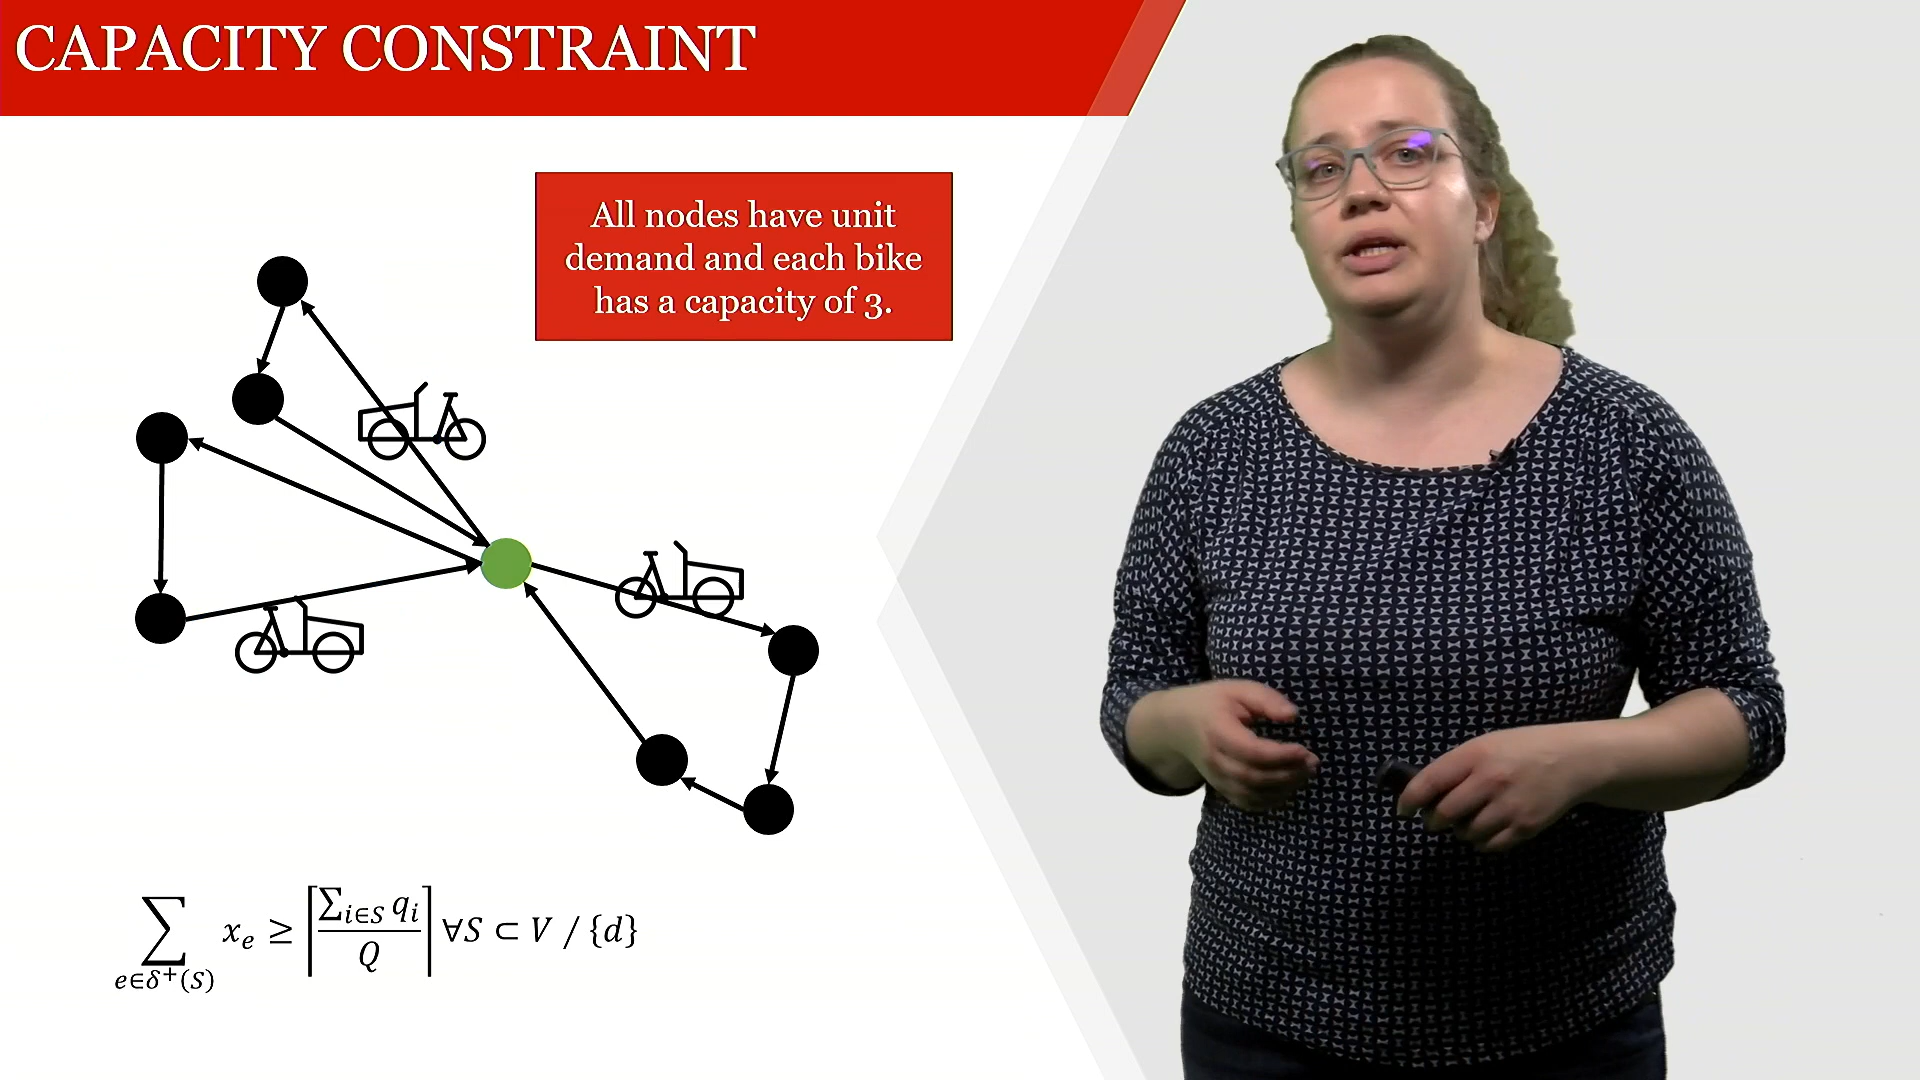 CAPACITY CONSTRAINT
All nodes have unit
demand and each bike
has a capacity of 3.
∑_{e∈δ⁺(S)} x_e ≥ ⌈∑_{i∈S} q_i / Q⌉ ∀S ⊂ V / {d}